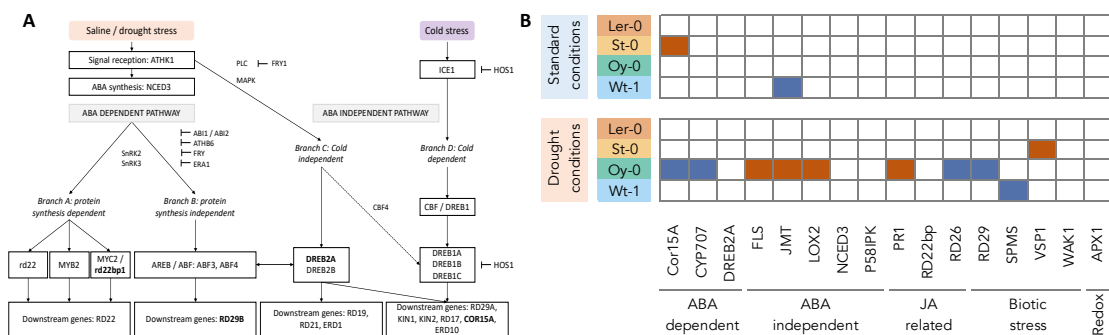 A
Saline / drought stress
Cold stress
Signal reception: ATHK1
PLC
FRY1
MAPK
ICE1
HOS1
ABA synthesis: NCED3
ABA DEPENDENT PATHWAY
ABA INDEPENDENT PATHWAY
ABI1 / ABI2
ATHB6
FRY
ERA1
SnRK2
SnRK3
Branch C: Cold
independent
Branch D: Cold
dependent
Branch A: protein
synthesis dependent
Branch B: protein
synthesis independent
CBF4
CBF / DREB1
rd22
MYB2
MYC2 /
rd22bp1
AREB / ABF: ABF3, ABF4
DREB2A
DREB2B
DREB1A
DREB1B
DREB1C
HOS1
Downstream genes: RD22
Downstream genes: RD29B
Downstream genes: RD19,
RD21, ERD1
Downstream genes: RD29A,
KIN1, KIN2, RD17, COR15A,
ERD10
B
Standard
conditions
Ler-0
St-0
Oy-0
Wt-1
Drought
conditions
Ler-0
St-0
Oy-0
Wt-1
Cor15A
CYP707
DREB2A
FLS
JMT
LOX2
NCED3
P58IPK
PR1
RD22bp
RD26
RD29
SPMS
VSP1
WAK1
APX1
ABA
dependent
ABA
independent
JA
related
Biotic
stress
Redox